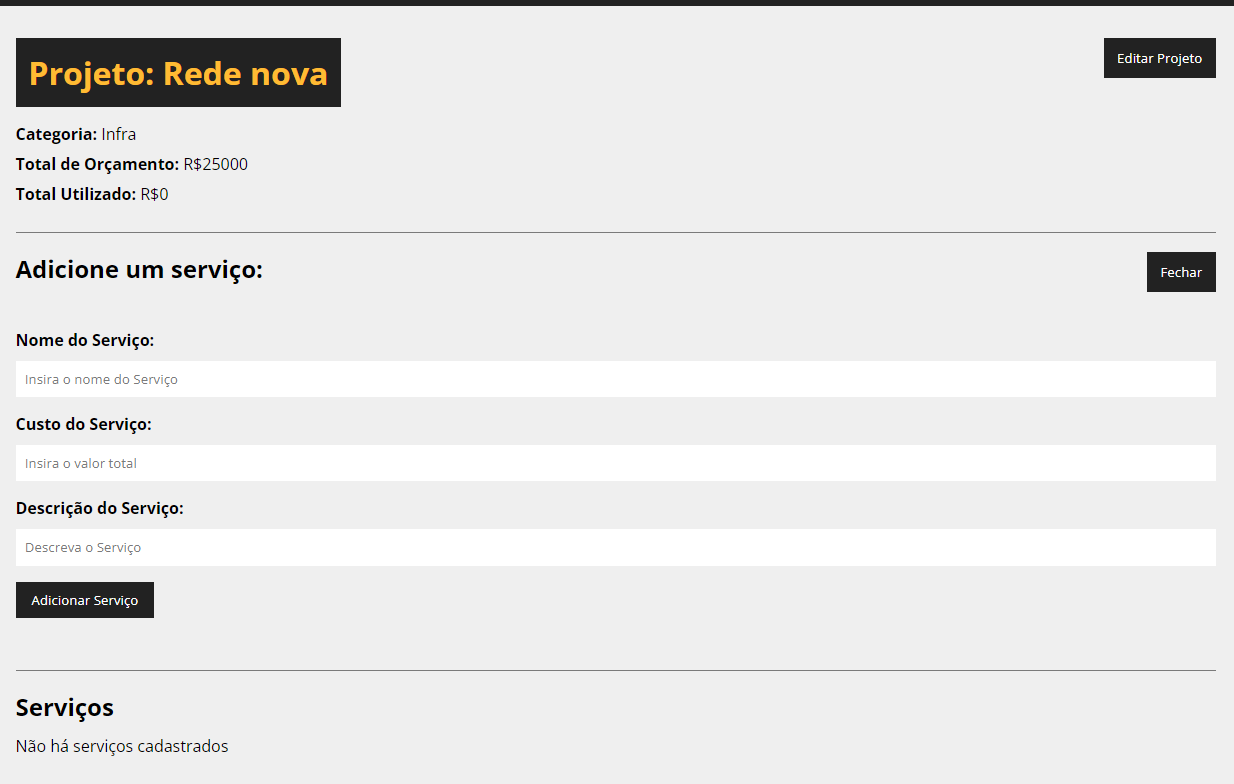 Projeto: Rede nova
Editar Projeto
Categoria: Infra
Total de Orçamento: R$25000
Total Utilizado: R$0
Adicione um serviço:
Fechar
Nome do Serviço:
Insira o nome do Serviço
Custo do Serviço:
Insira o valor total
Descrição do Serviço:
Descreva o Serviço
Adicionar Serviço
Serviços
Não há serviços cadastrados